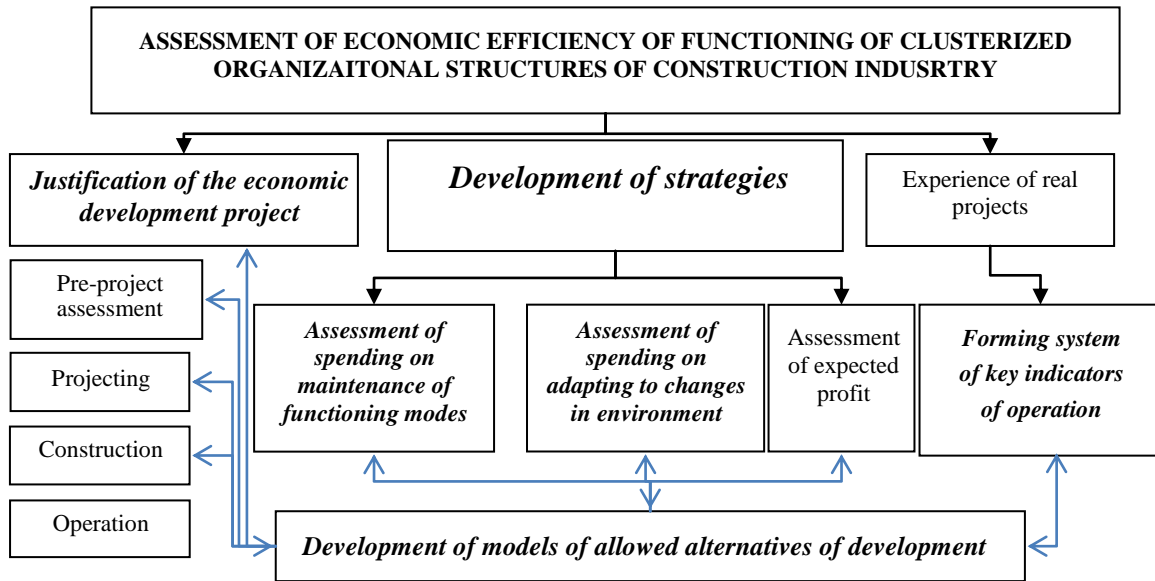 ASSESSMENT OF ECONOMIC EFFICIENCY OF FUNCTIONING OF CLUSTERIZED
ORGANIZAITONAL STRUCTURES OF CONSTRUCTION INDUSRTRY
Justification of the economic
development project
Development of strategies
Experience of real
projects
Pre-project
assessment
Projecting
Construction
Operation
Assessment of
spending on
maintenance of
functioning modes
Assessment of
spending on
adapting to changes
in environment
Assessment
of expected
profit
Forming system
of key indicators
of operation
Development of models of allowed alternatives of development